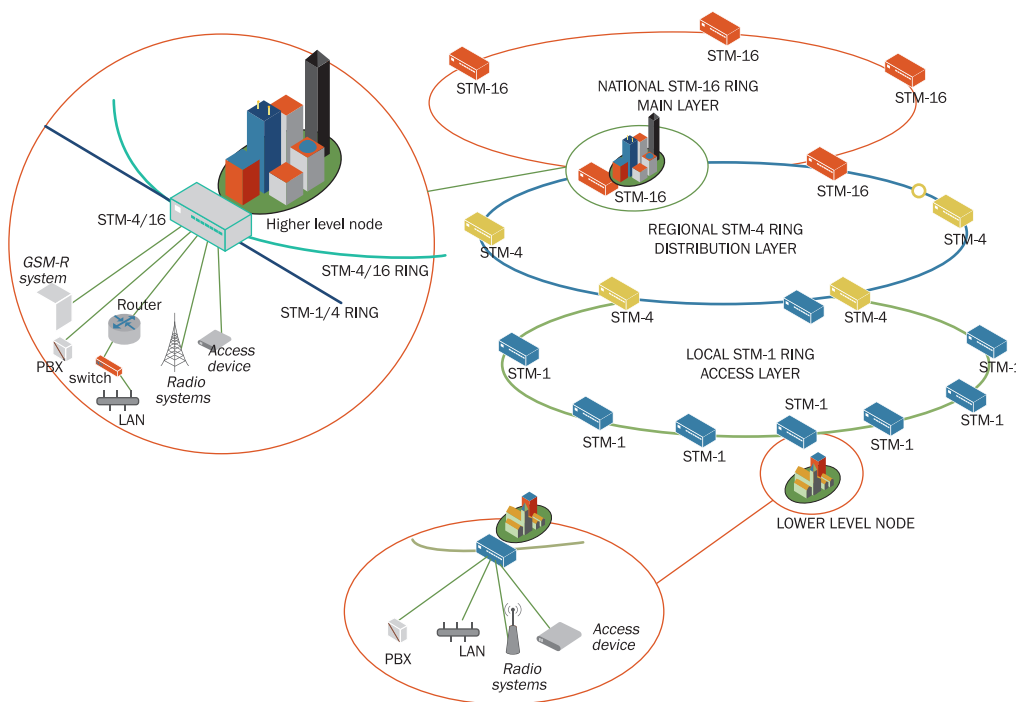 STM-16
STM-16
STM-16
NATIONAL STM-16 RING
MAIN LAYER
STM-16
STM-16
Higher level node
STM-4/16
STM-4
REGIONAL STM-4 RING
DISTRIBUTION LAYER
STM-4
GSM-R
system
STM-4/16 RING
STM-1/4 RING
Router
PBX
switch
LAN
Radio
systems
Access
device
STM-4
STM-4
STM-1
LOCAL STM-1 RING
ACCESS LAYER
STM-1
STM-1
STM-1
STM-1
STM-1
STM-1
LOWER LEVEL NODE
PBX
LAN
Radio
systems
Access
device